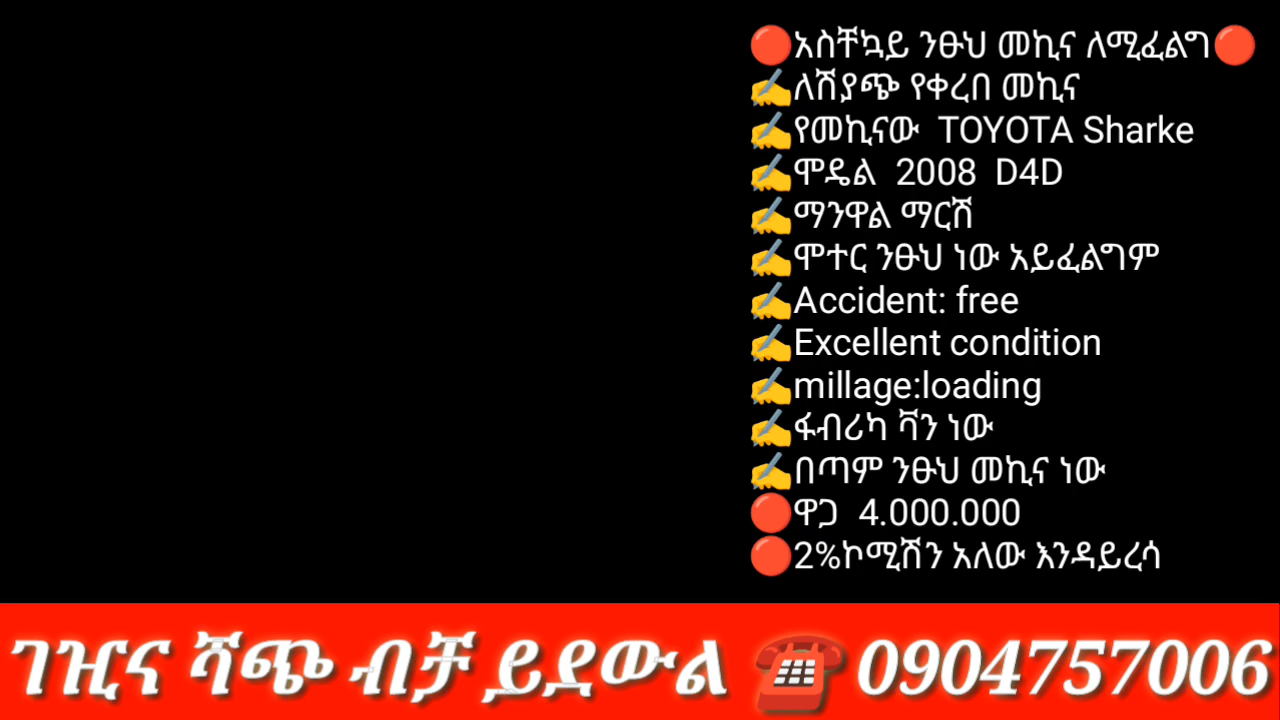 🔴አስቸኳይ ንፁህ መኪና ለሚፈልግ🔴
✍️ለሽያጭ የቀረበ መኪና
✍️የመኪናው TOYOTA Sharke
✍️ሞዴል 2008 D4D
✍️ማንዋል ማርሽ
✍️ሞተር ንፁህ ነው አይፈልግም
✍️Accident: free
✍️Excellent condition
✍️millage:loading
✍️ፋብሪካ ቫን ነው
✍️በጣም ንፁህ መኪና ነው
🔴ዋጋ 4.000.000
🔴2%ኮሚሽን አለው እንዳይረሳ
ገዢና ሻጭ ብቻ ይደውል ☎️0904757006